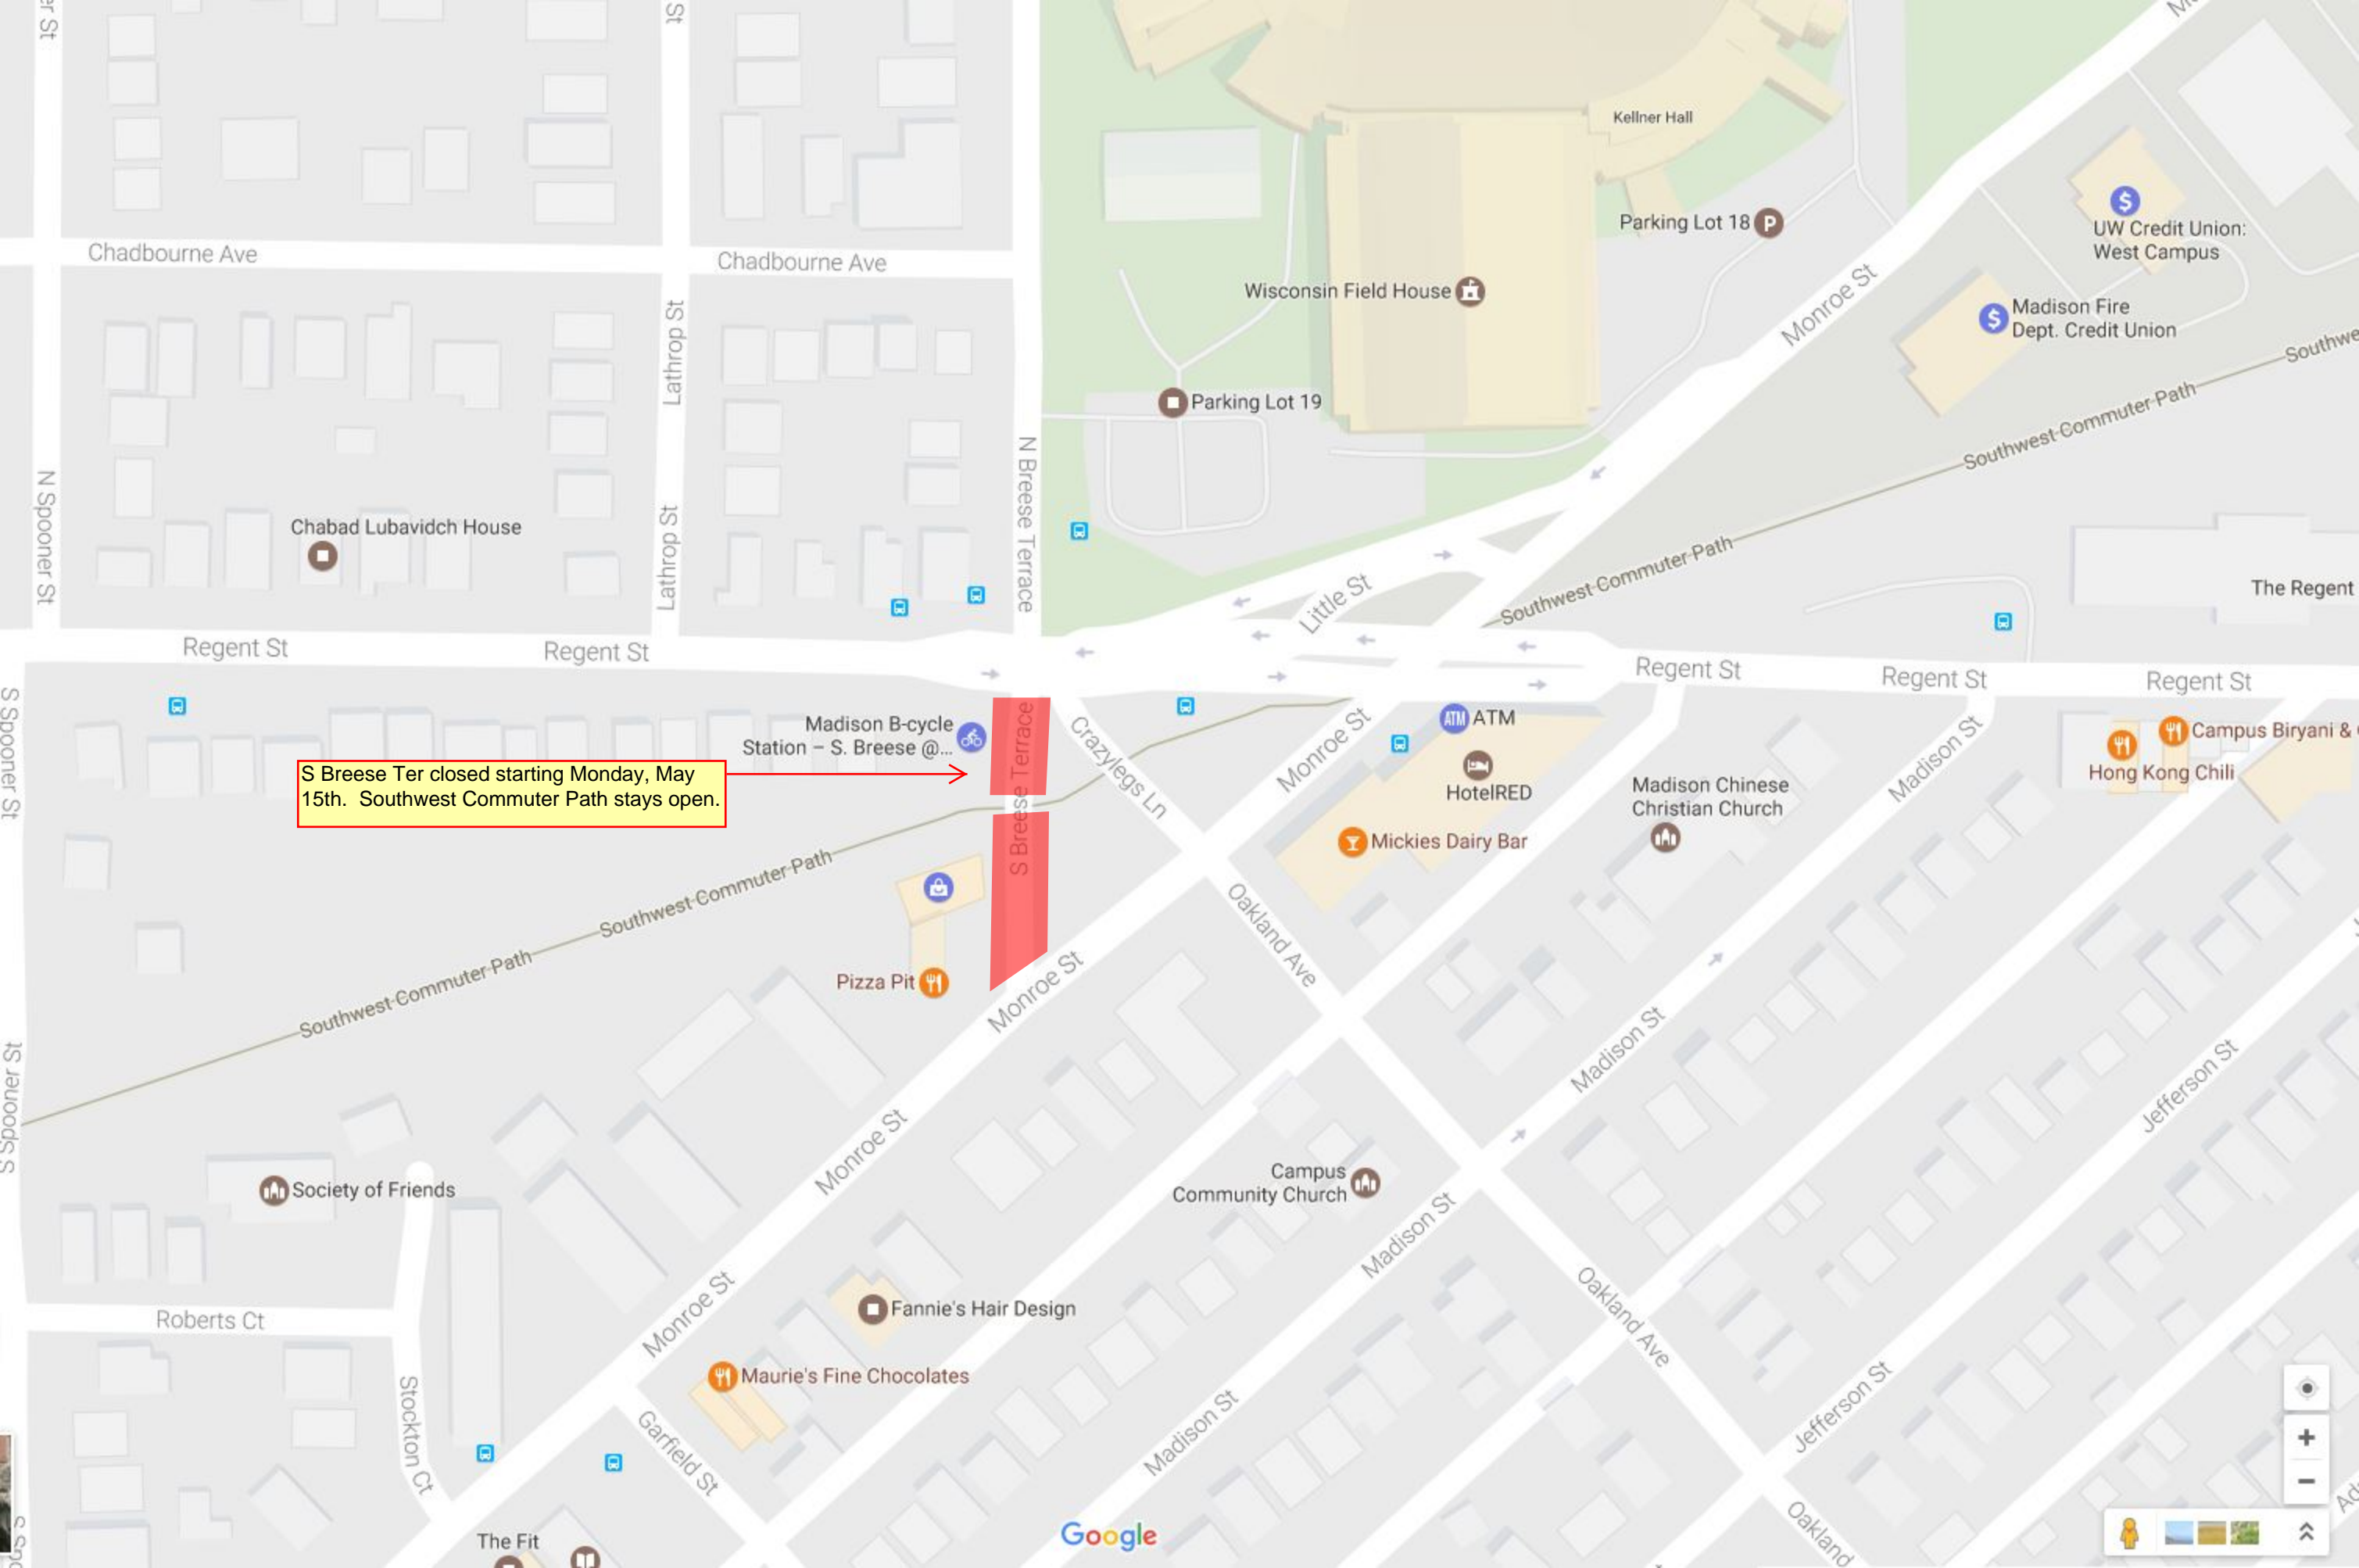 St
Kellner Hall
Parking Lot 18
P
$
UW Credit Union:
West Campus
Monroe St
Chadbourne Ave
Chadbourne Ave
Wisconsin Field House
$
Madison Fire
Dept. Credit Union
Southwest Commuter Path
Lathrop St
Parking Lot 19
N Breese Terrace
N Spooner St
Chabad Lubavidch House
Lathrop St
Southwest Commuter Path
Little St
The Regent
Regent St
Regent St
Regent St
Regent St
Regent St
S Spooner St
Madison B-cycle
Station – S. Breese @...
S Breese Terrace
Crazylegs Ln
Monroe St
ATM ATM
HotelRED
Madison Chinese
Christian Church
Madison St
Campus Biryani &
Hong Kong Chili
S Breese Ter closed starting Monday, May
15th. Southwest Commuter Path stays open.
Mickies Dairy Bar
S Breese Terrace
Southwest Commuter Path
Oakland Ave
Pizza Pit
Monroe St
Southwest Commuter Path
Madison St
S Spooner St
Jefferson St
Monroe St
Society of Friends
Campus
Community Church
Madison St
Roberts Ct
Monroe St
Fannie's Hair Design
Oakland Ave
Maurie's Fine Chocolates
Stockton Ct
Garfield St
Madison St
Jefferson St
+
−
The Fit
Google
Oakland